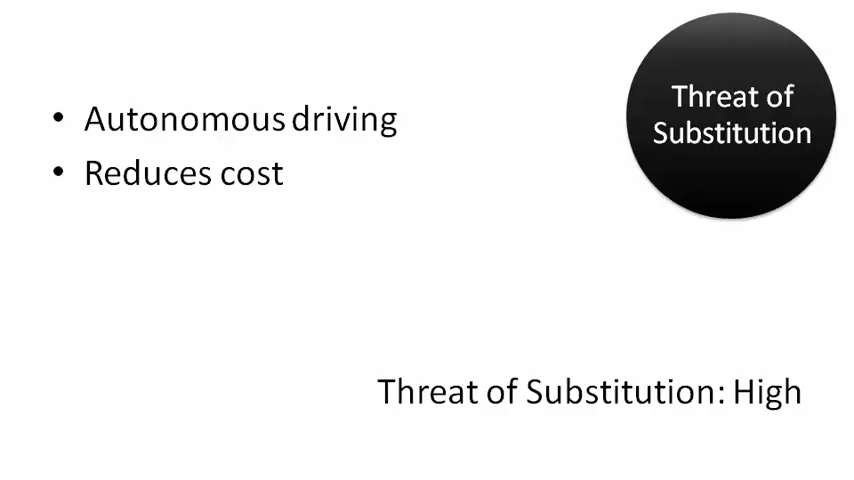 • Autonomous driving
• Reduces cost
Threat of
Substitution
Threat of Substitution: High